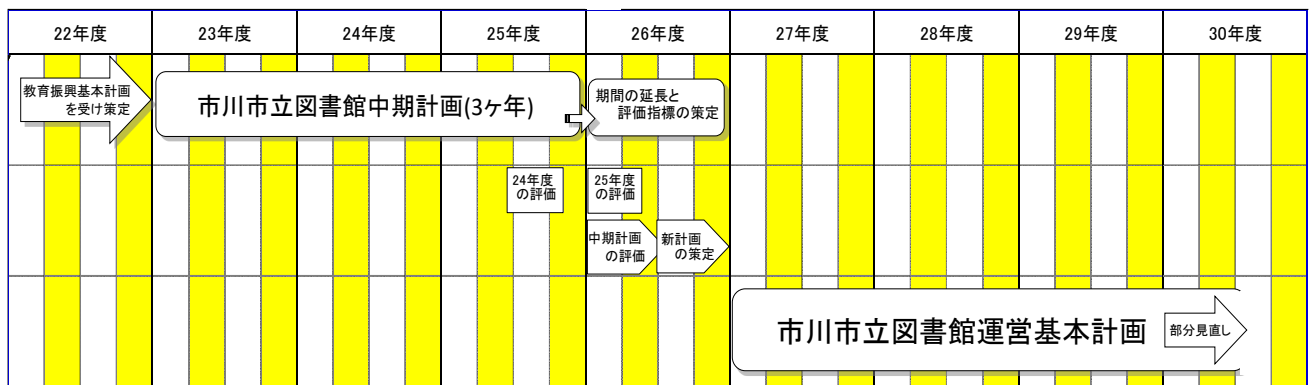 22年度
23年度
24年度
25年度
26年度
27年度
28年度
29年度
30年度
教育振興基本計画
を受け策定
市川市立図書館中期計画(3ヶ年)
期間の延長と
評価指標の策定
24年度
の評価
25年度
の評価
中期計画
の評価
新計画
の策定
市川市立図書館運営基本計画
部分見直し